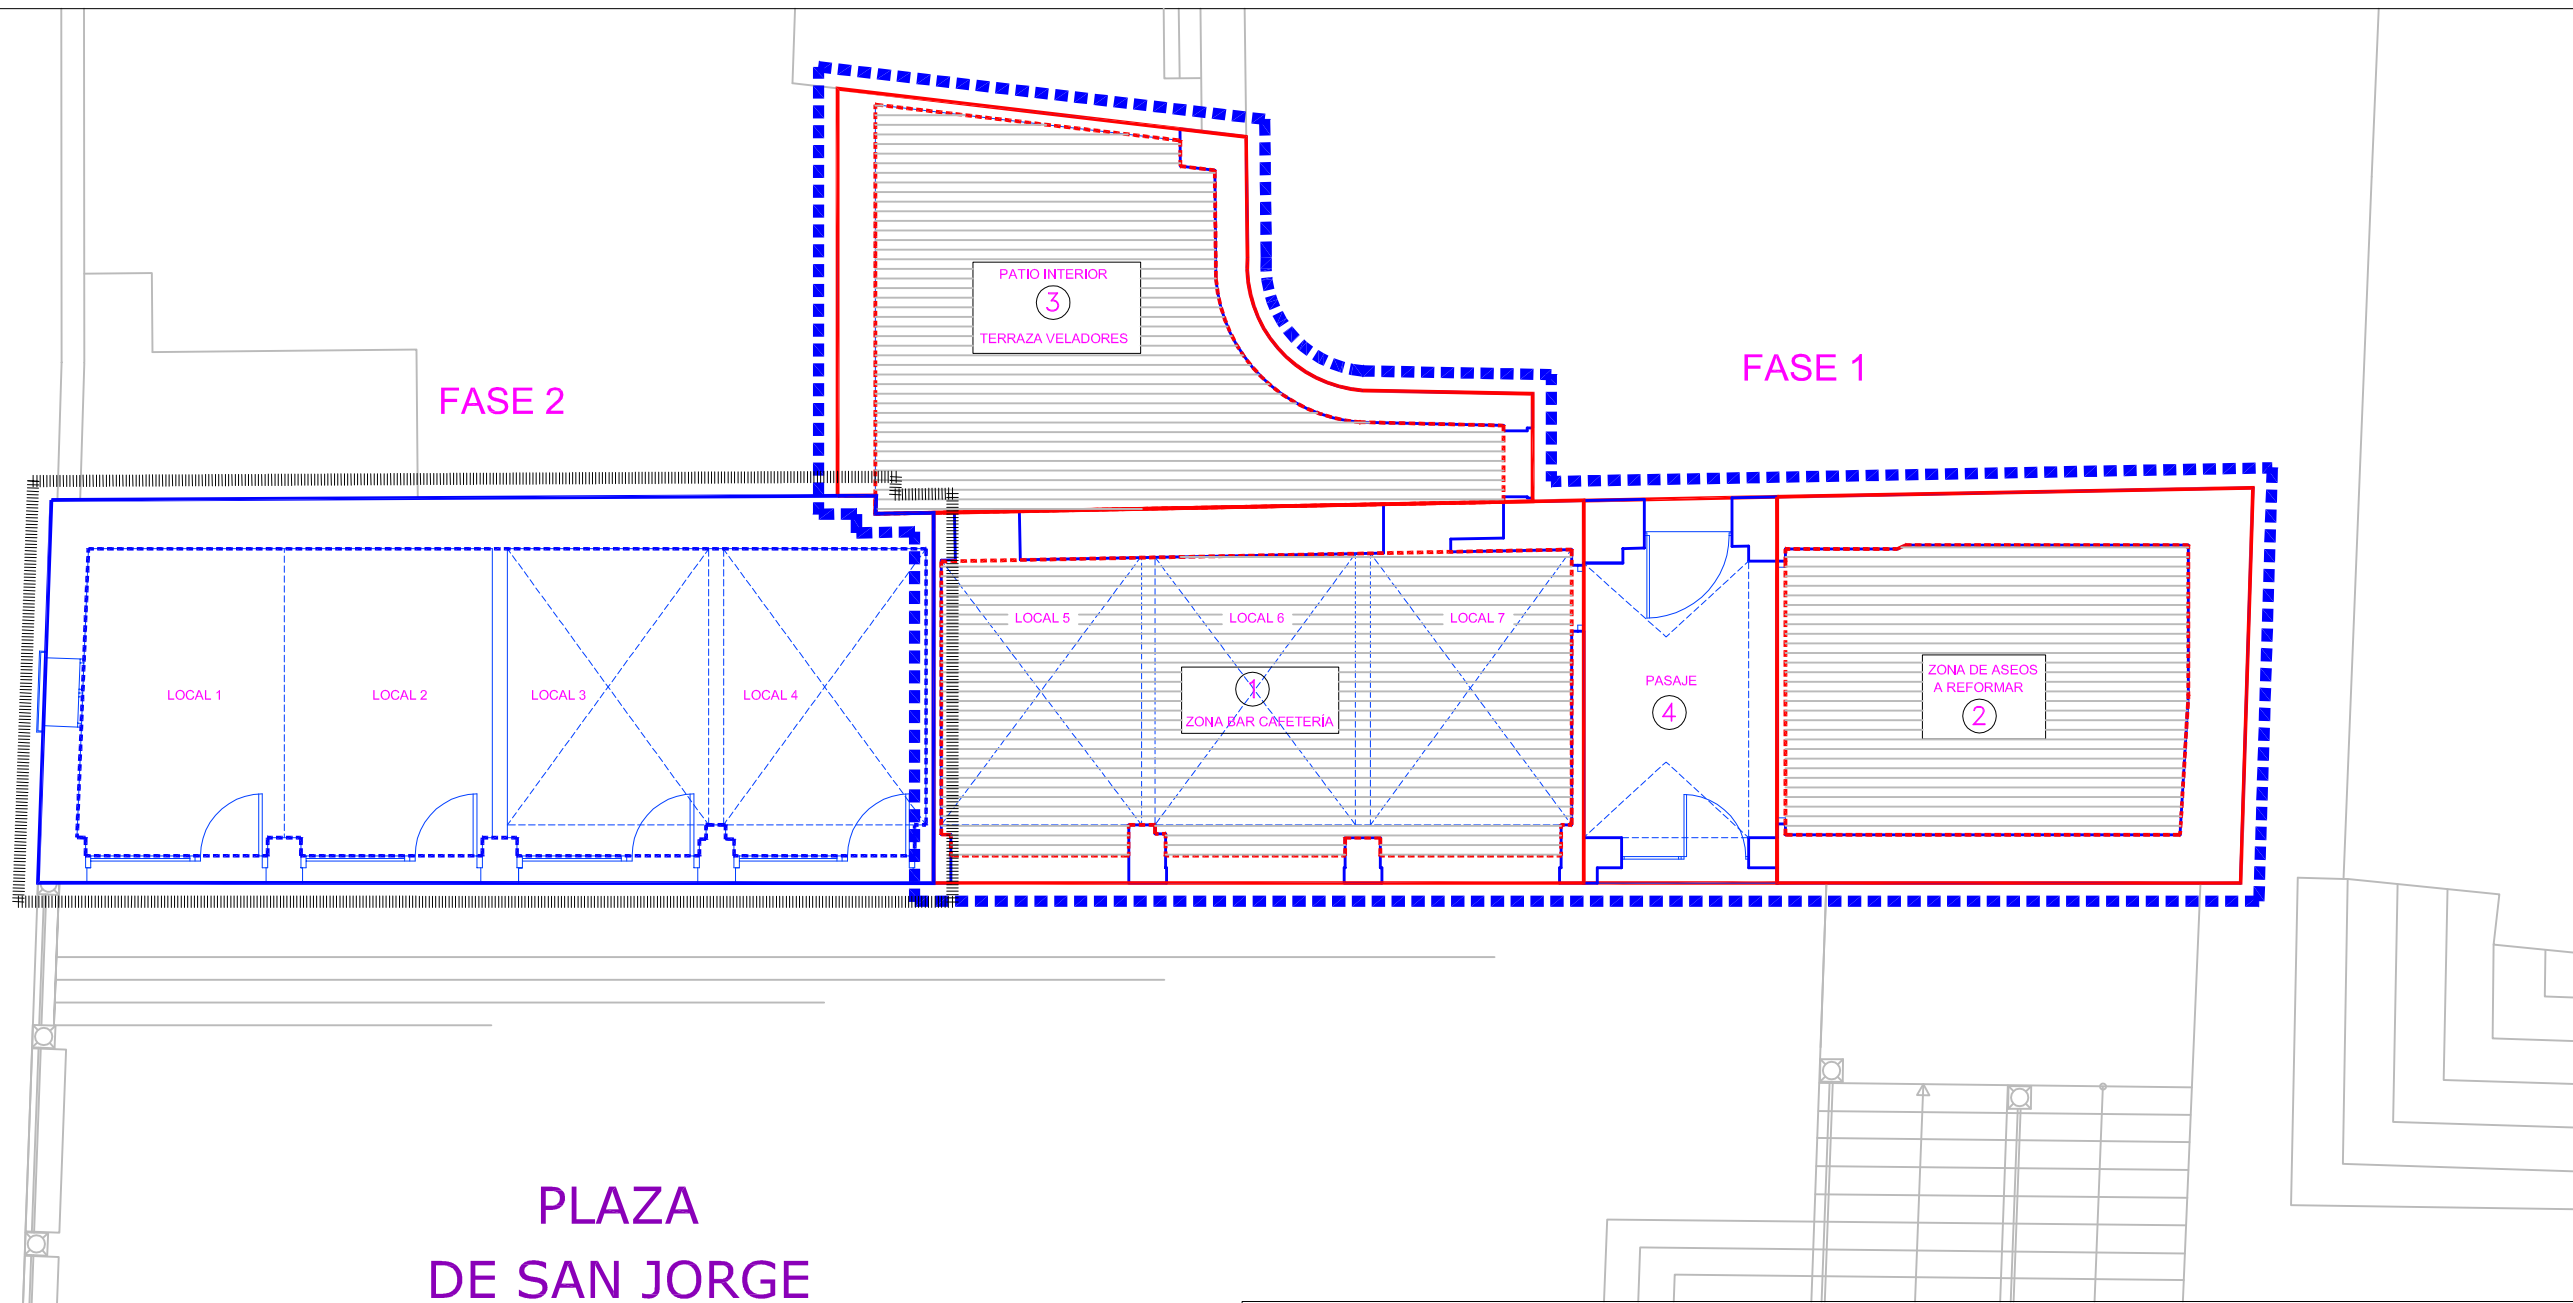 PATIO INTERIOR
3
TERRAZA VELADORES
FASE 2
FASE 1
LOCAL 5
LOCAL 6
LOCAL 7
LOCAL 1
LOCAL 2
LOCAL 3
LOCAL 4
1
ZONA BAR CAFETERÍA
PASAJE
4
ZONA DE ASEOS
A REFORMAR
2
PLAZA
DE SAN JORGE